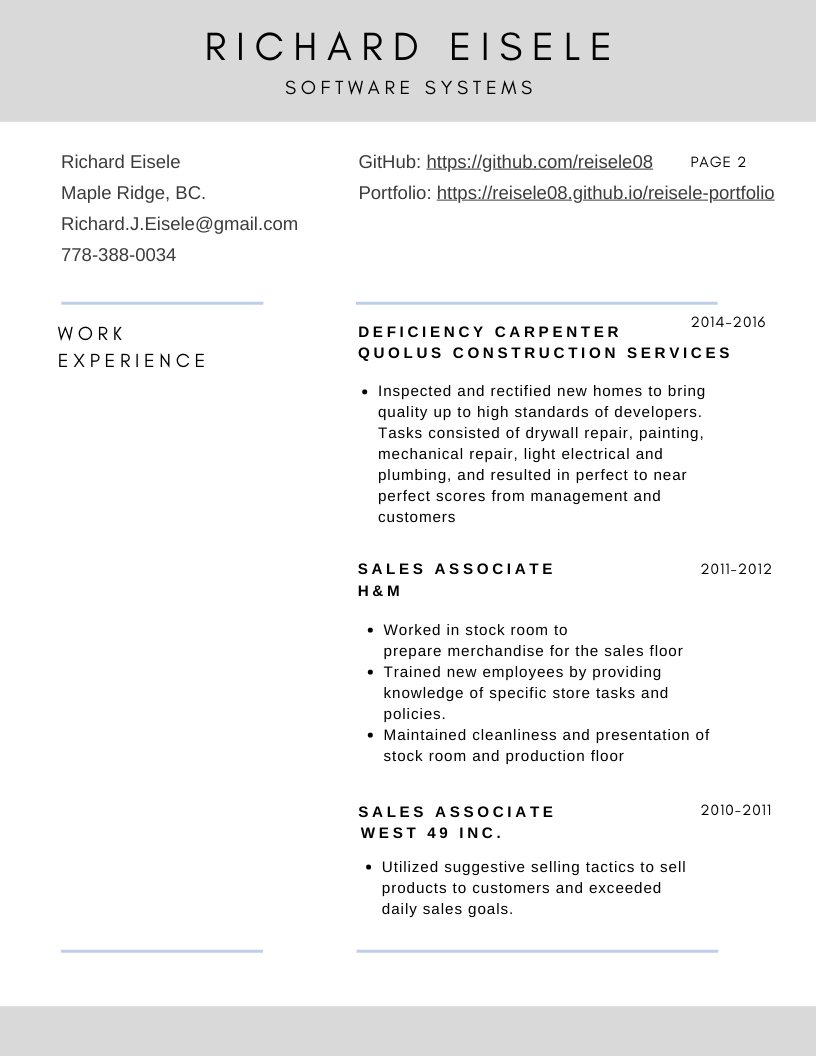 RICHARD EISELE
SOFTWARE SYSTEMS
Richard Eisele
Maple Ridge, BC.
Richard.J.Eisele@gmail.com
778-388-0034
GitHub: https://github.com/reisele08
PAGE 2
Portfolio: https://reisele08.github.io/reisele-portfolio
WORK
EXPERIENCE
DEFICIENCY CARPENTER
2014-2016
QUOLUS CONSTRUCTION SERVICES
• Inspected and rectified new homes to bring
quality up to high standards of developers.
Tasks consisted of drywall repair, painting,
mechanical repair, light electrical and
plumbing, and resulted in perfect to near
perfect scores from management and
customers
SALES ASSOCIATE
2011-2012
H&M
• Worked in stock room to
prepare merchandise for the sales floor
• Trained new employees by providing
knowledge of specific store tasks and
policies.
• Maintained cleanliness and presentation of
stock room and production floor
SALES ASSOCIATE
2010-2011
WEST 49 INC.
• Utilized suggestive selling tactics to sell
products to customers and exceeded
daily sales goals.